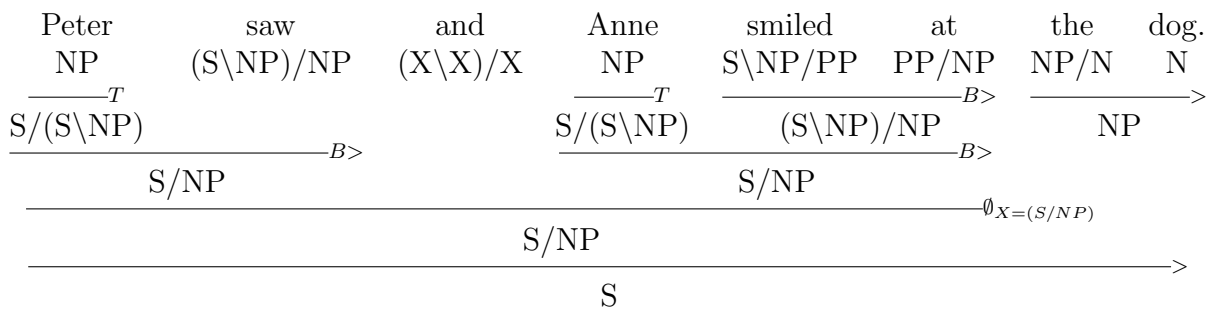 Peter saw and Anne smiled at the dog.
NP (S\NP)/NP (X\X)/X NP S\NP/PP PP/NP NP/N N
T T B> >
S/(S\NP) S/(S\NP) (S\NP)/NP NP
B> B>
S/NP S/NP
∅X=(S/NP)
S/NP
>
S